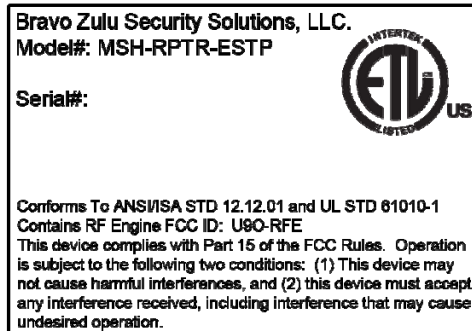 Bravo Zulu Security Solutions, LLC.
Model#: MSH-RPTR-ESTP
INTERTEK
ETL
CM
US
LISTED
Serial#:
Conforms To ANSI/ISA STD 12.12.01 and UL STD 61010-1
Contains RF Engine FCC ID: U9O-RFE
This device complies with Part 15 of the FCC Rules. Operation
is subject to the following two conditions: (1) This device may
not cause harmful interferences, and (2) this device must accept
any interference received, including interference that may cause
undesired operation.